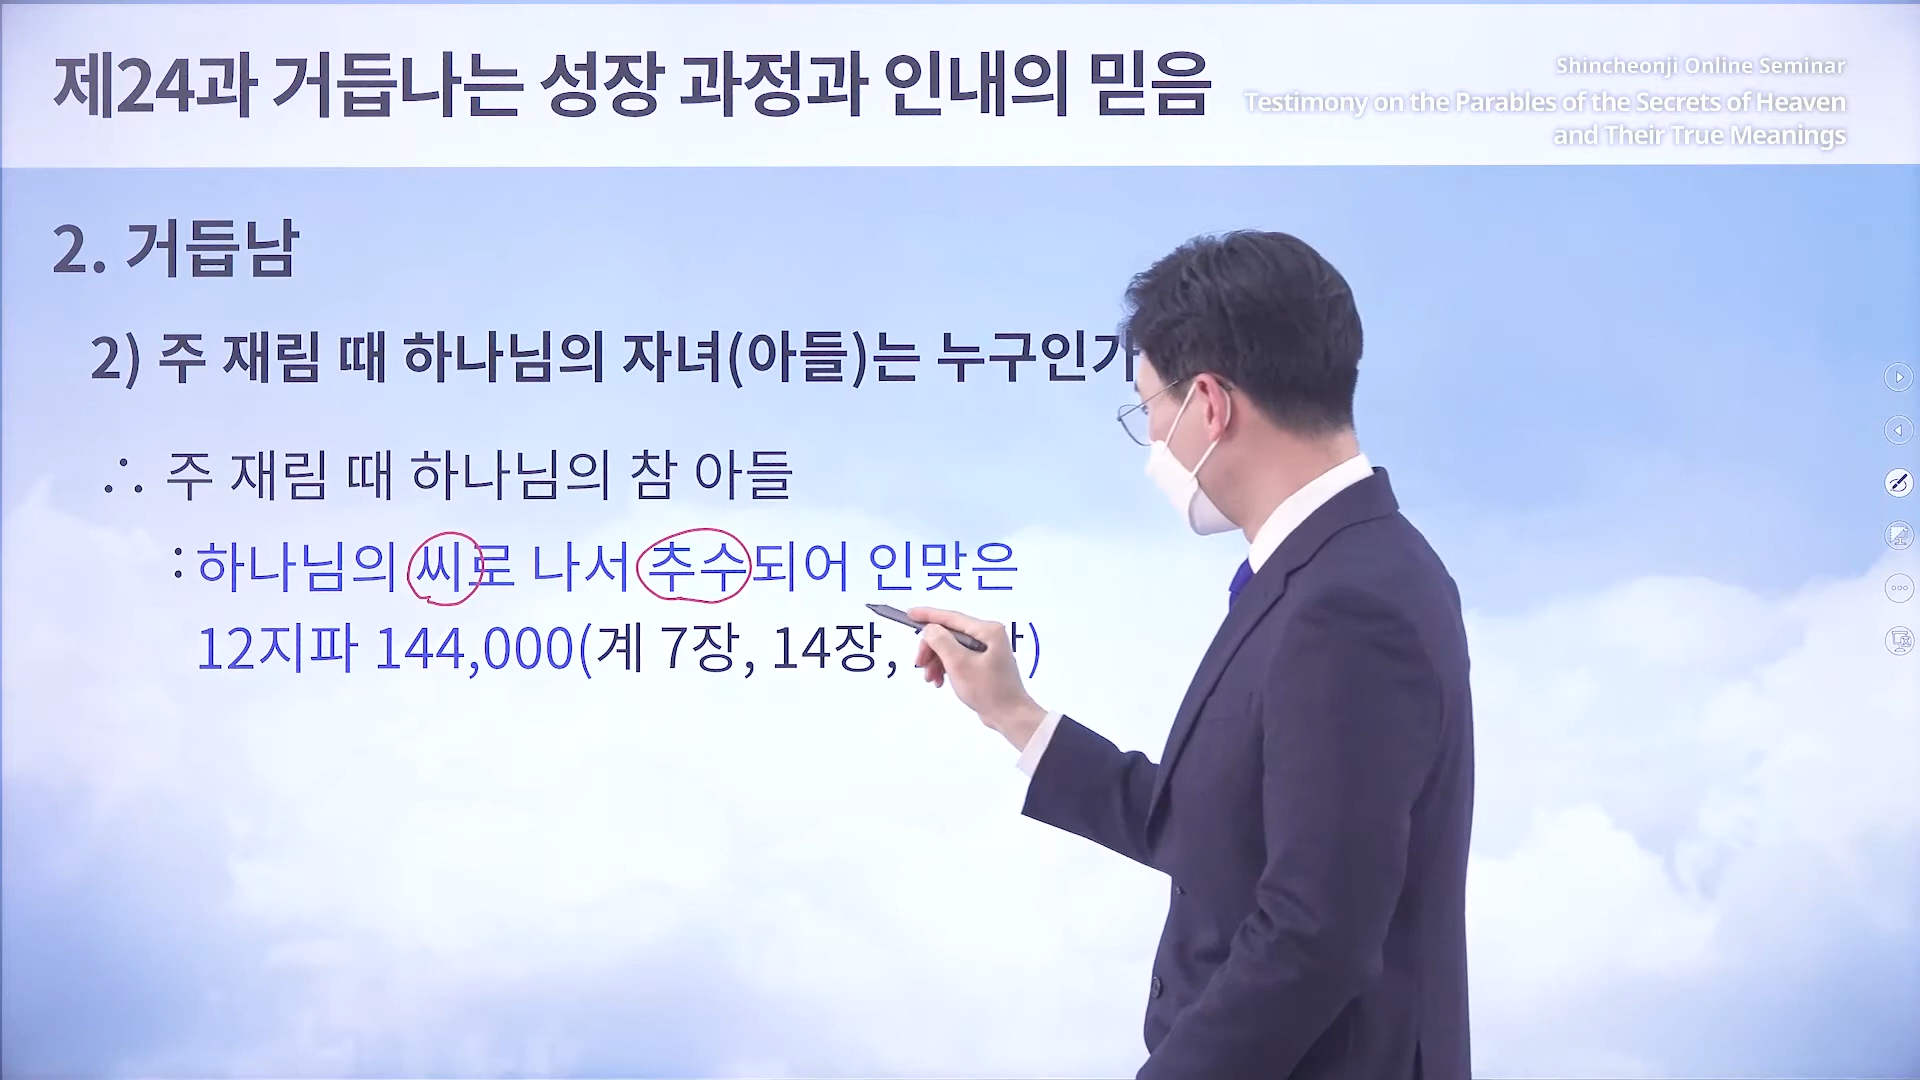 제24과 거듭나는 성장 과정과 인내의 믿음
Shincheonji Online Seminar
Testimony on the Parables of the Secrets of Heaven
and Their True Meanings
2. 거듭남
2) 주 재림 때 하나님의 자녀(아들)는 누구인가
∴ 주 재림 때 하나님의 참 아들
: 하나님의 씨로 나서 추수되어 인맞은
12지파 144,000(계 7장, 14장, )